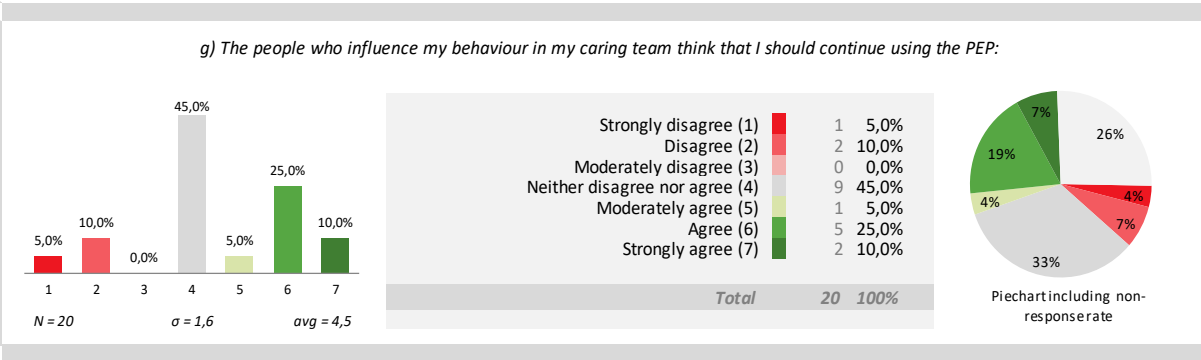 g) The people who influence my behaviour in my caring team think that I should continue using the PEP:
45,0%
25,0%
10,0%
10,0%
5,0%
5,0%
0,0%
1 2 3 4 5 6 7
N = 20 σ = 1,6 avg = 4,5
Strongly disagree (1) 1 5,0%
Disagree (2) 2 10,0%
Moderately disagree (3) 0 0,0%
Neither disagree nor agree (4) 9 45,0%
Moderately agree (5) 1 5,0%
Agree (6) 5 25,0%
Strongly agree (7) 2 10,0%
Total 20 100%
7%
26%
19%
4%
4%
7%
33%
Piechart including non-
response rate